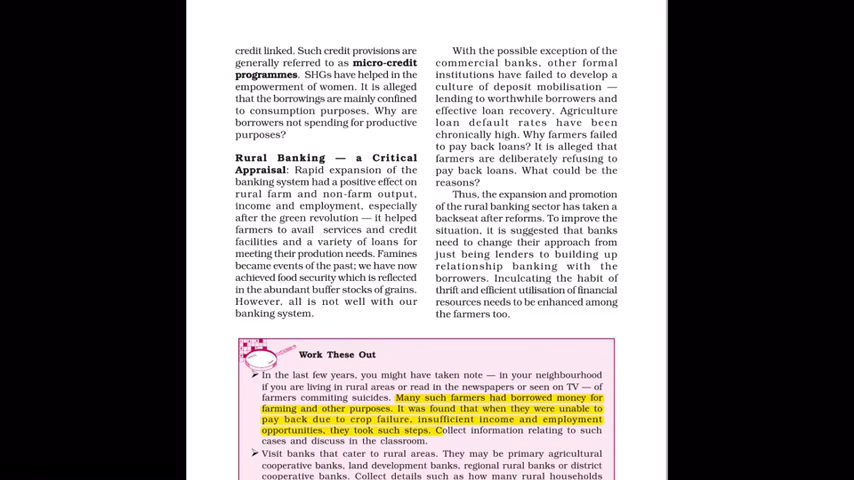 credit linked. Such credit provisions are
generally referred to as micro-credit
programmes. SHGs have helped in the
empowerment of women. It is alleged
that the borrowings are mainly confined
to consumption purposes. Why are
borrowers not spending for productive
purposes?
Rural Banking — a Critical
Appraisal: Rapid expansion of the
banking system had a positive effect on
rural farm and non-farm output,
income and employment, especially
after the green revolution — it helped
farmers to avail services and credit
facilities and a variety of loans for
meeting their prodution needs. Famines
became events of the past; we have now
achieved food security which is reflected
in the abundant buffer stocks of grains.
However, all is not well with our
banking system.
With the possible exception of the
commercial banks, other formal
institutions have failed to develop a
culture of deposit mobilisation —
lending to worthwhile borrowers and
effective loan recovery. Agriculture
loan default rates have been
chronically high. Why farmers failed
to pay back loans? It is alleged that
farmers are deliberately refusing to
pay back loans. What could be the
reasons?
Thus, the expansion and promotion
of the rural banking sector has taken a
backseat after reforms. To improve the
situation, it is suggested that banks
need to change their approach from
just being lenders to building up
relationship banking with the
borrowers. Inculcating the habit of
thrift and efficient utilisation of financial
resources needs to be enhanced among
the farmers too.
Work These Out
➢ In the last few years, you might have taken note — in your neighbourhood
if you are living in rural areas or read in the newspapers or seen on TV — of
farmers commiting suicides. Many such farmers had borrowed money for
farming and other purposes. It was found that when they were unable to
pay back due to crop failure, insufficient income and employment
opportunities, they took such steps. Collect information relating to such
cases and discuss in the classroom.
➢ Visit banks that cater to rural areas. They may be primary agricultural
cooperative banks, land development banks, regional rural banks or district
cooperative banks. Collect details such as how many rural households